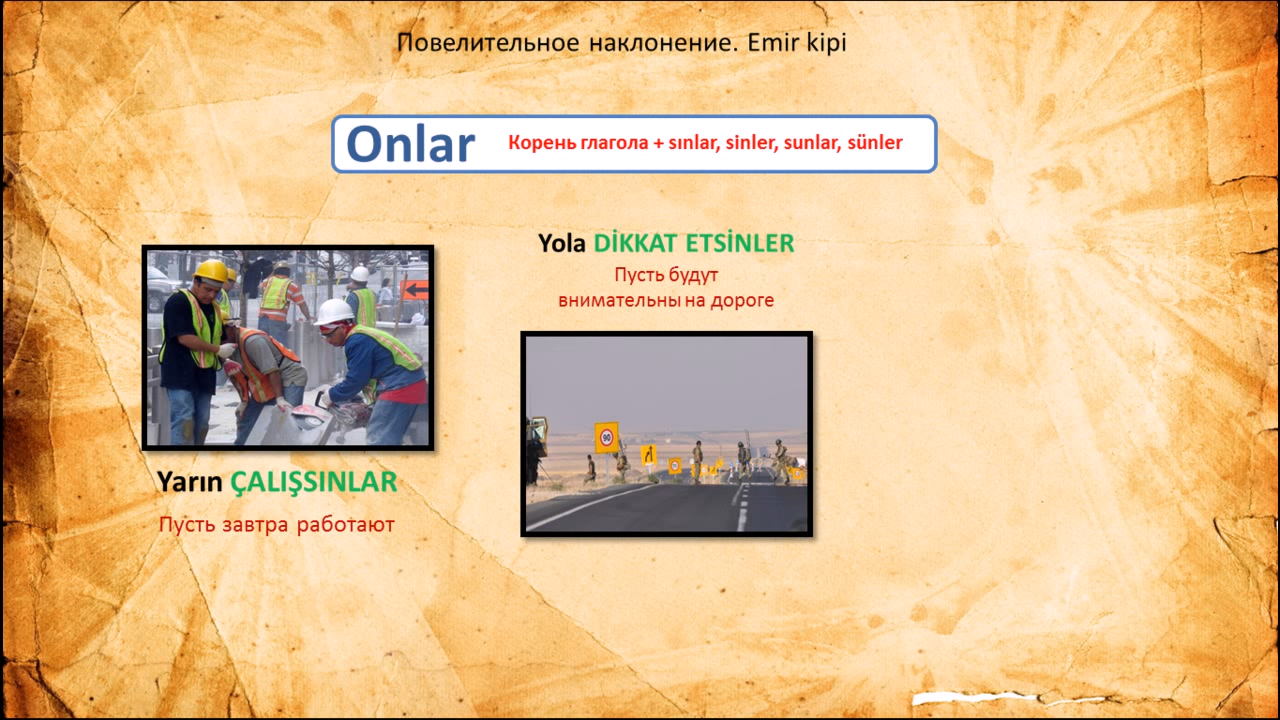 Повелительное наклонение. Emir kipi
Onlar
Корень глагола + sınlar, sinler, sunlar, sünler
Yola DİKKAT ETSİNLER
Пусть будут
внимательны на дороге
90
Yarın ÇALIŞSINLAR
Пусть завтра работают